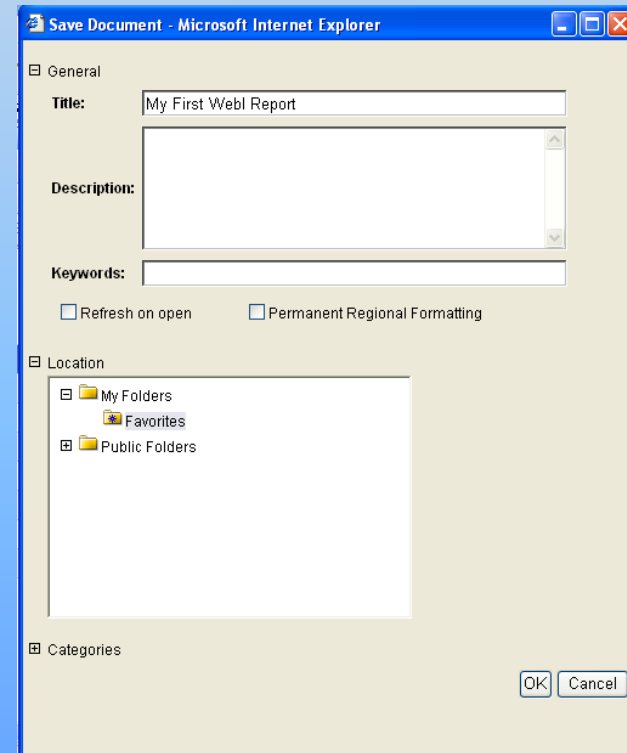 Save Document - Microsoft Internet Explorer
General
Title: My First WebI Report
Description:
Keywords:
Refresh on open Permanent Regional Formatting
Location
My Folders
Favorites
Public Folders
Categories
OK Cancel